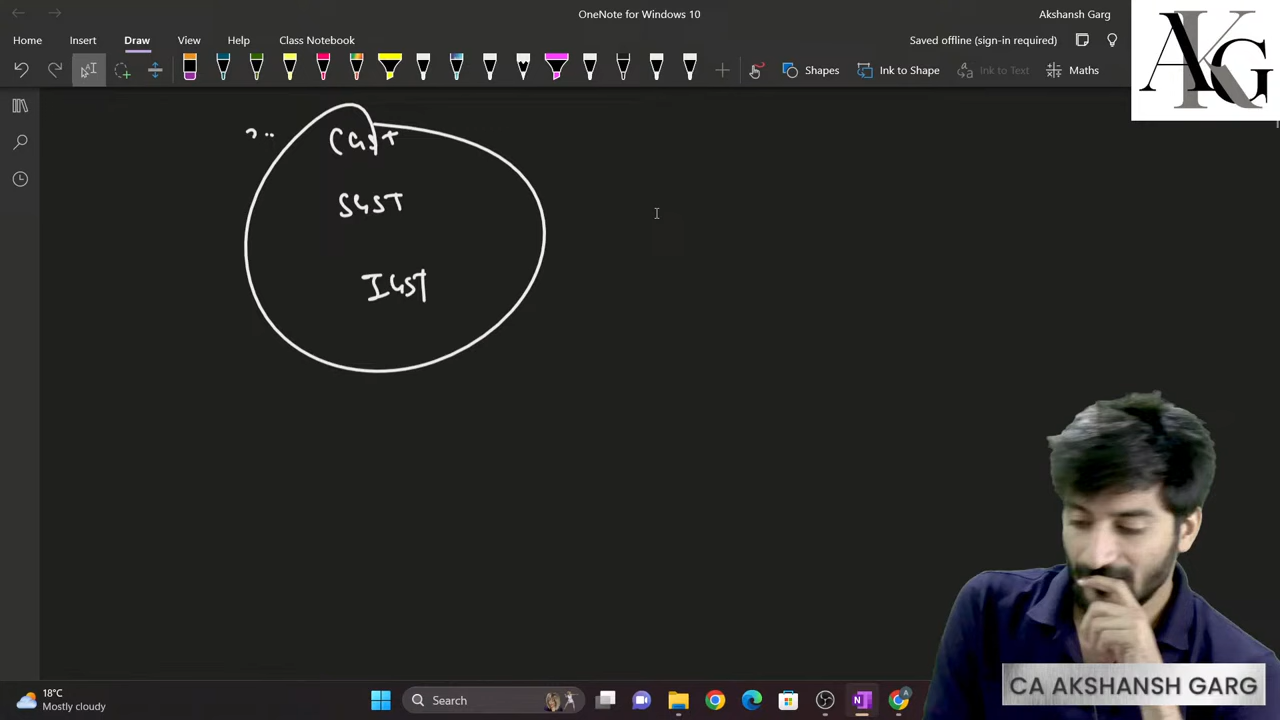 OneNote for Windows 10
Akshansh Garg
Home Insert Draw View Help Class Notebook
Saved offline (sign-in required)
Shapes Ink to Shape Ink to Text Maths
AKG
CGST
SGST
IGST
CA AKSHANSH GARG
18°C
Mostly cloudy
Search